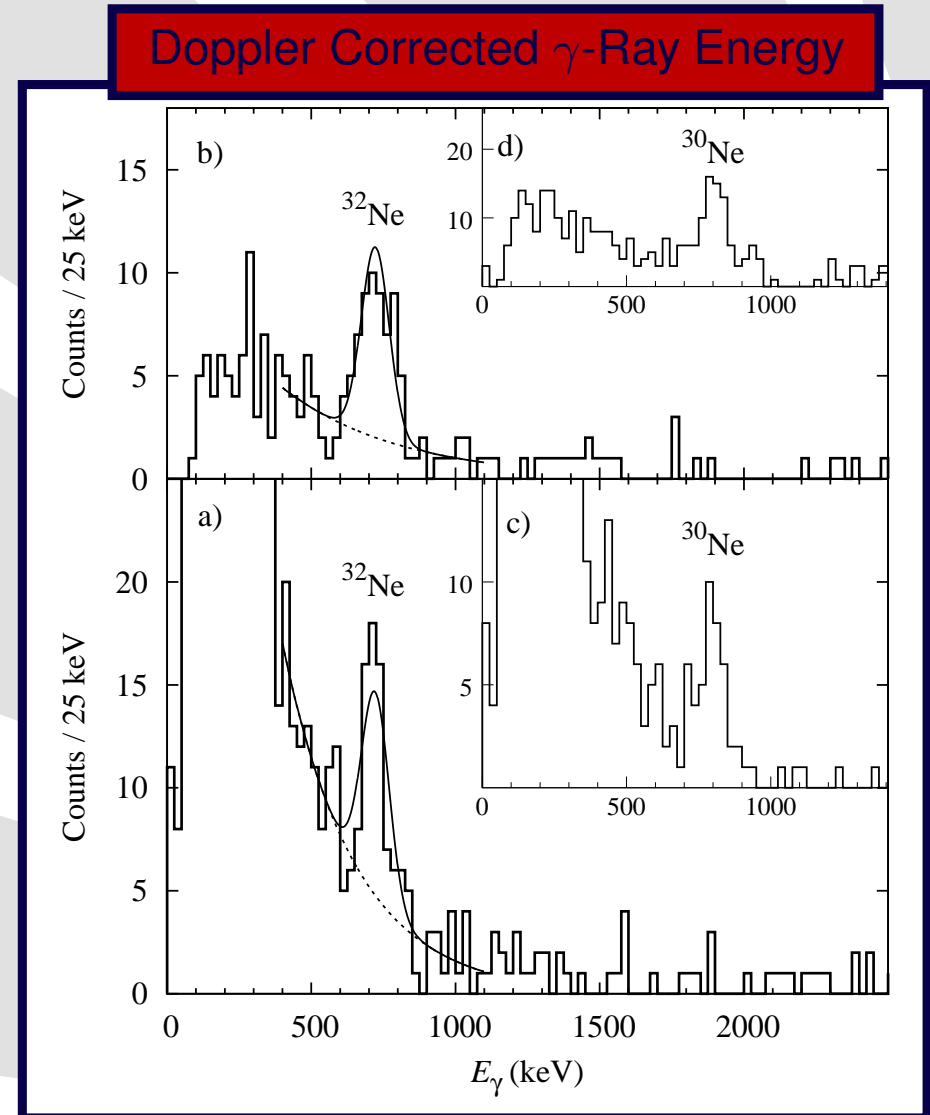 Doppler Corrected γ-Ray Energy
b)
³²Ne
15
10
5
0
Counts / 25 keV
d)
³⁰Ne
20
10
0 500 1000
a)
³²Ne
20
15
10
5
0
Counts / 25 keV
c)
³⁰Ne
10
5
0 500 1000
0 500 1000 1500 2000
Eγ (keV)